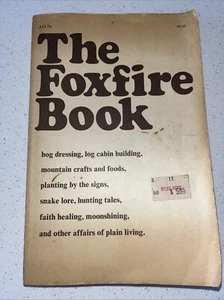 The
Foxfire
Book
hog dressing, log cabin building,
mountain crafts and foods,
planting by the signs,
snake lore, hunting tales,
faith healing, moonshining,
and other affairs of plain living.